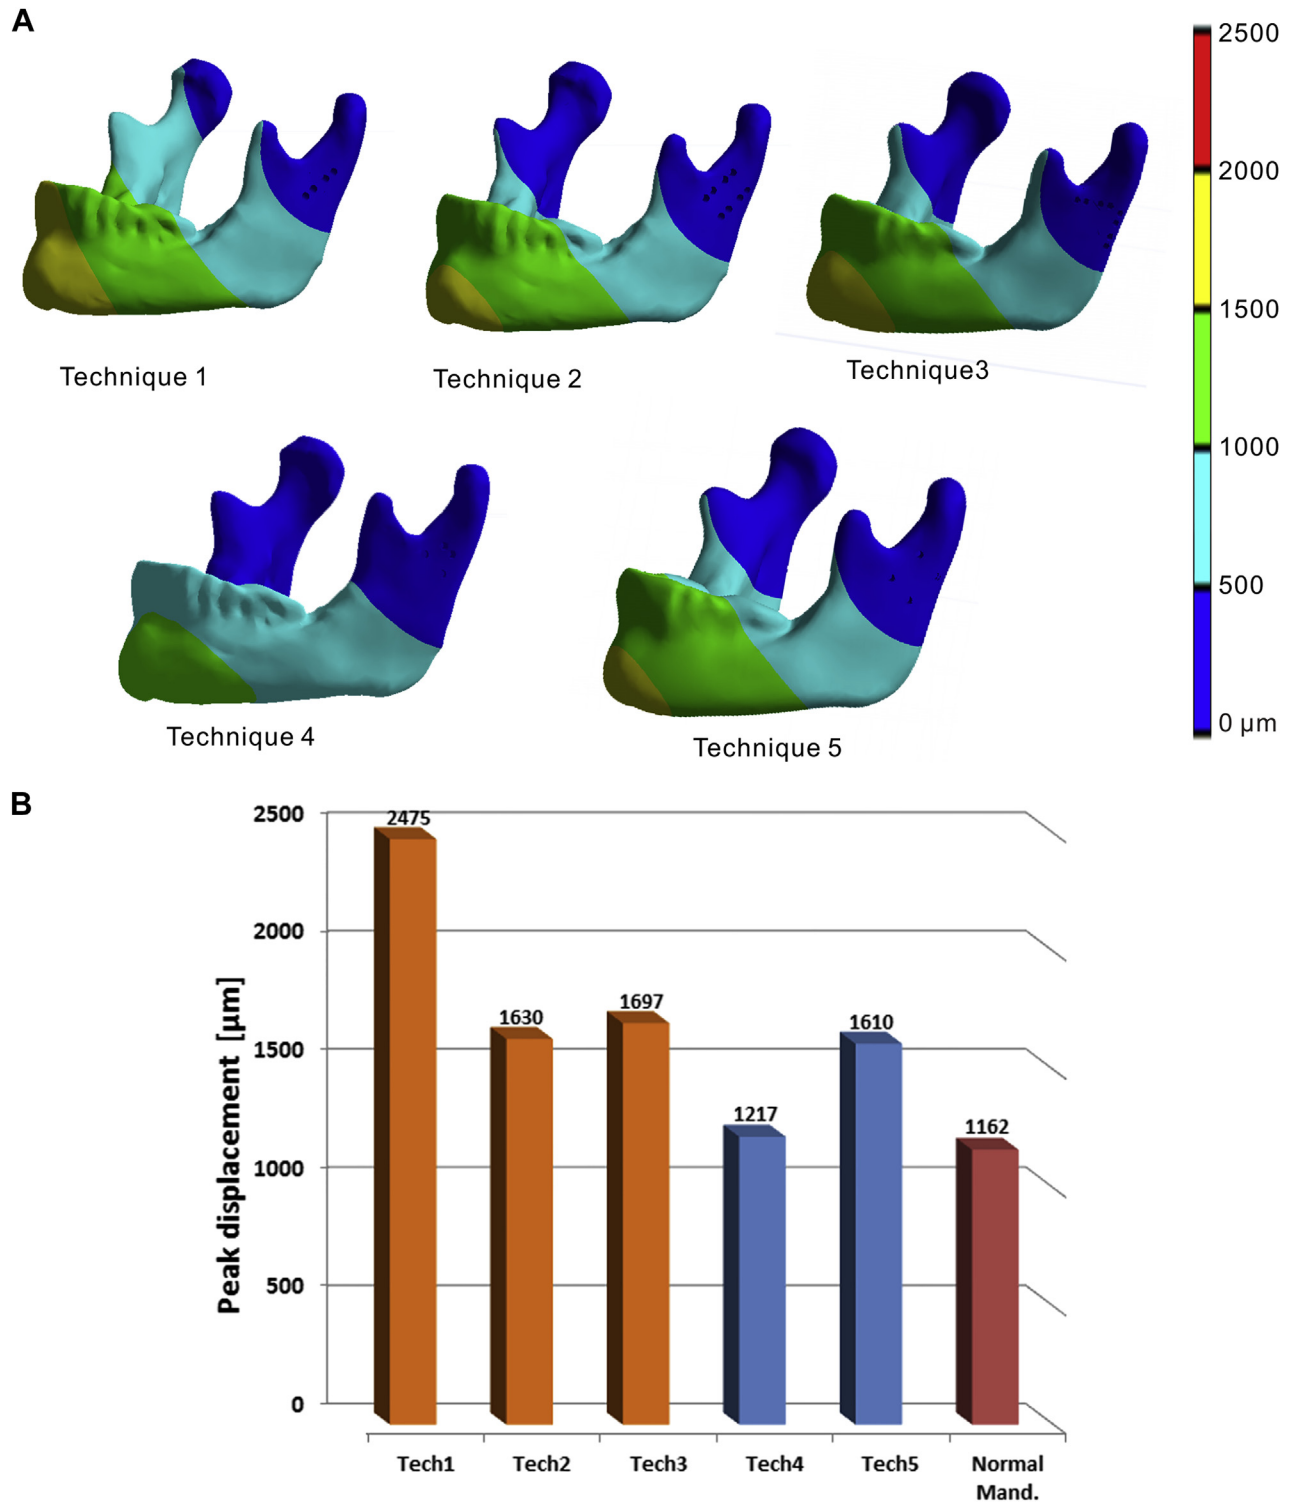 A
2500
2000
1500
1000
500
0 μm
Technique 1
Technique 2
Technique3
Technique 4
Technique 5
B
Peak displacement [μm]
2500
2000
1500
1000
500
0
2475
1630
1697
1217
1610
1162
Tech1
Tech2
Tech3
Tech4
Tech5
Normal
Mand.